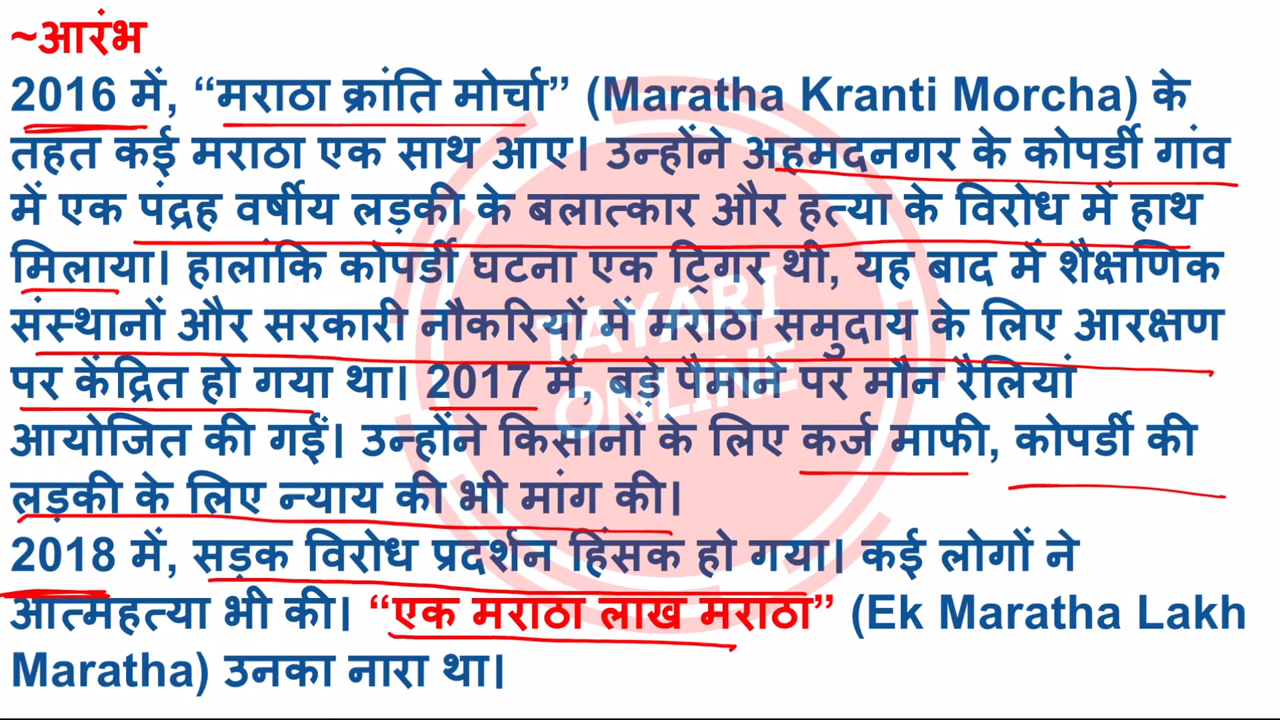 ~आरंभ
2016 में, “मराठा क्रांति मोर्चा” (Maratha Kranti Morcha) के
तहत कई मराठा एक साथ आए। उन्होंने अहमदनगर के कोपर्डी गांव
में एक पंद्रह वर्षीय लड़की के बलात्कार और हत्या के विरोध में हाथ
मिलाया। हालांकि कोपर्डी घटना एक ट्रिगर थी, यह बाद में शैक्षणिक
संस्थानों और सरकारी नौकरियों में मराठा समुदाय के लिए आरक्षण
पर केंद्रित हो गया था। 2017 में, बड़े पैमाने पर मौन रैलियां
आयोजित की गईं। उन्होंने किसानों के लिए कर्ज माफी, कोपर्डी की
लड़की के लिए न्याय की भी मांग की।
2018 में, सड़क विरोध प्रदर्शन हिंसक हो गया। कई लोगों ने
आत्महत्या भी की। “एक मराठा लाख मराठा” (Ek Maratha Lakh
Maratha) उनका नारा था।
TAYARI
ONLINE